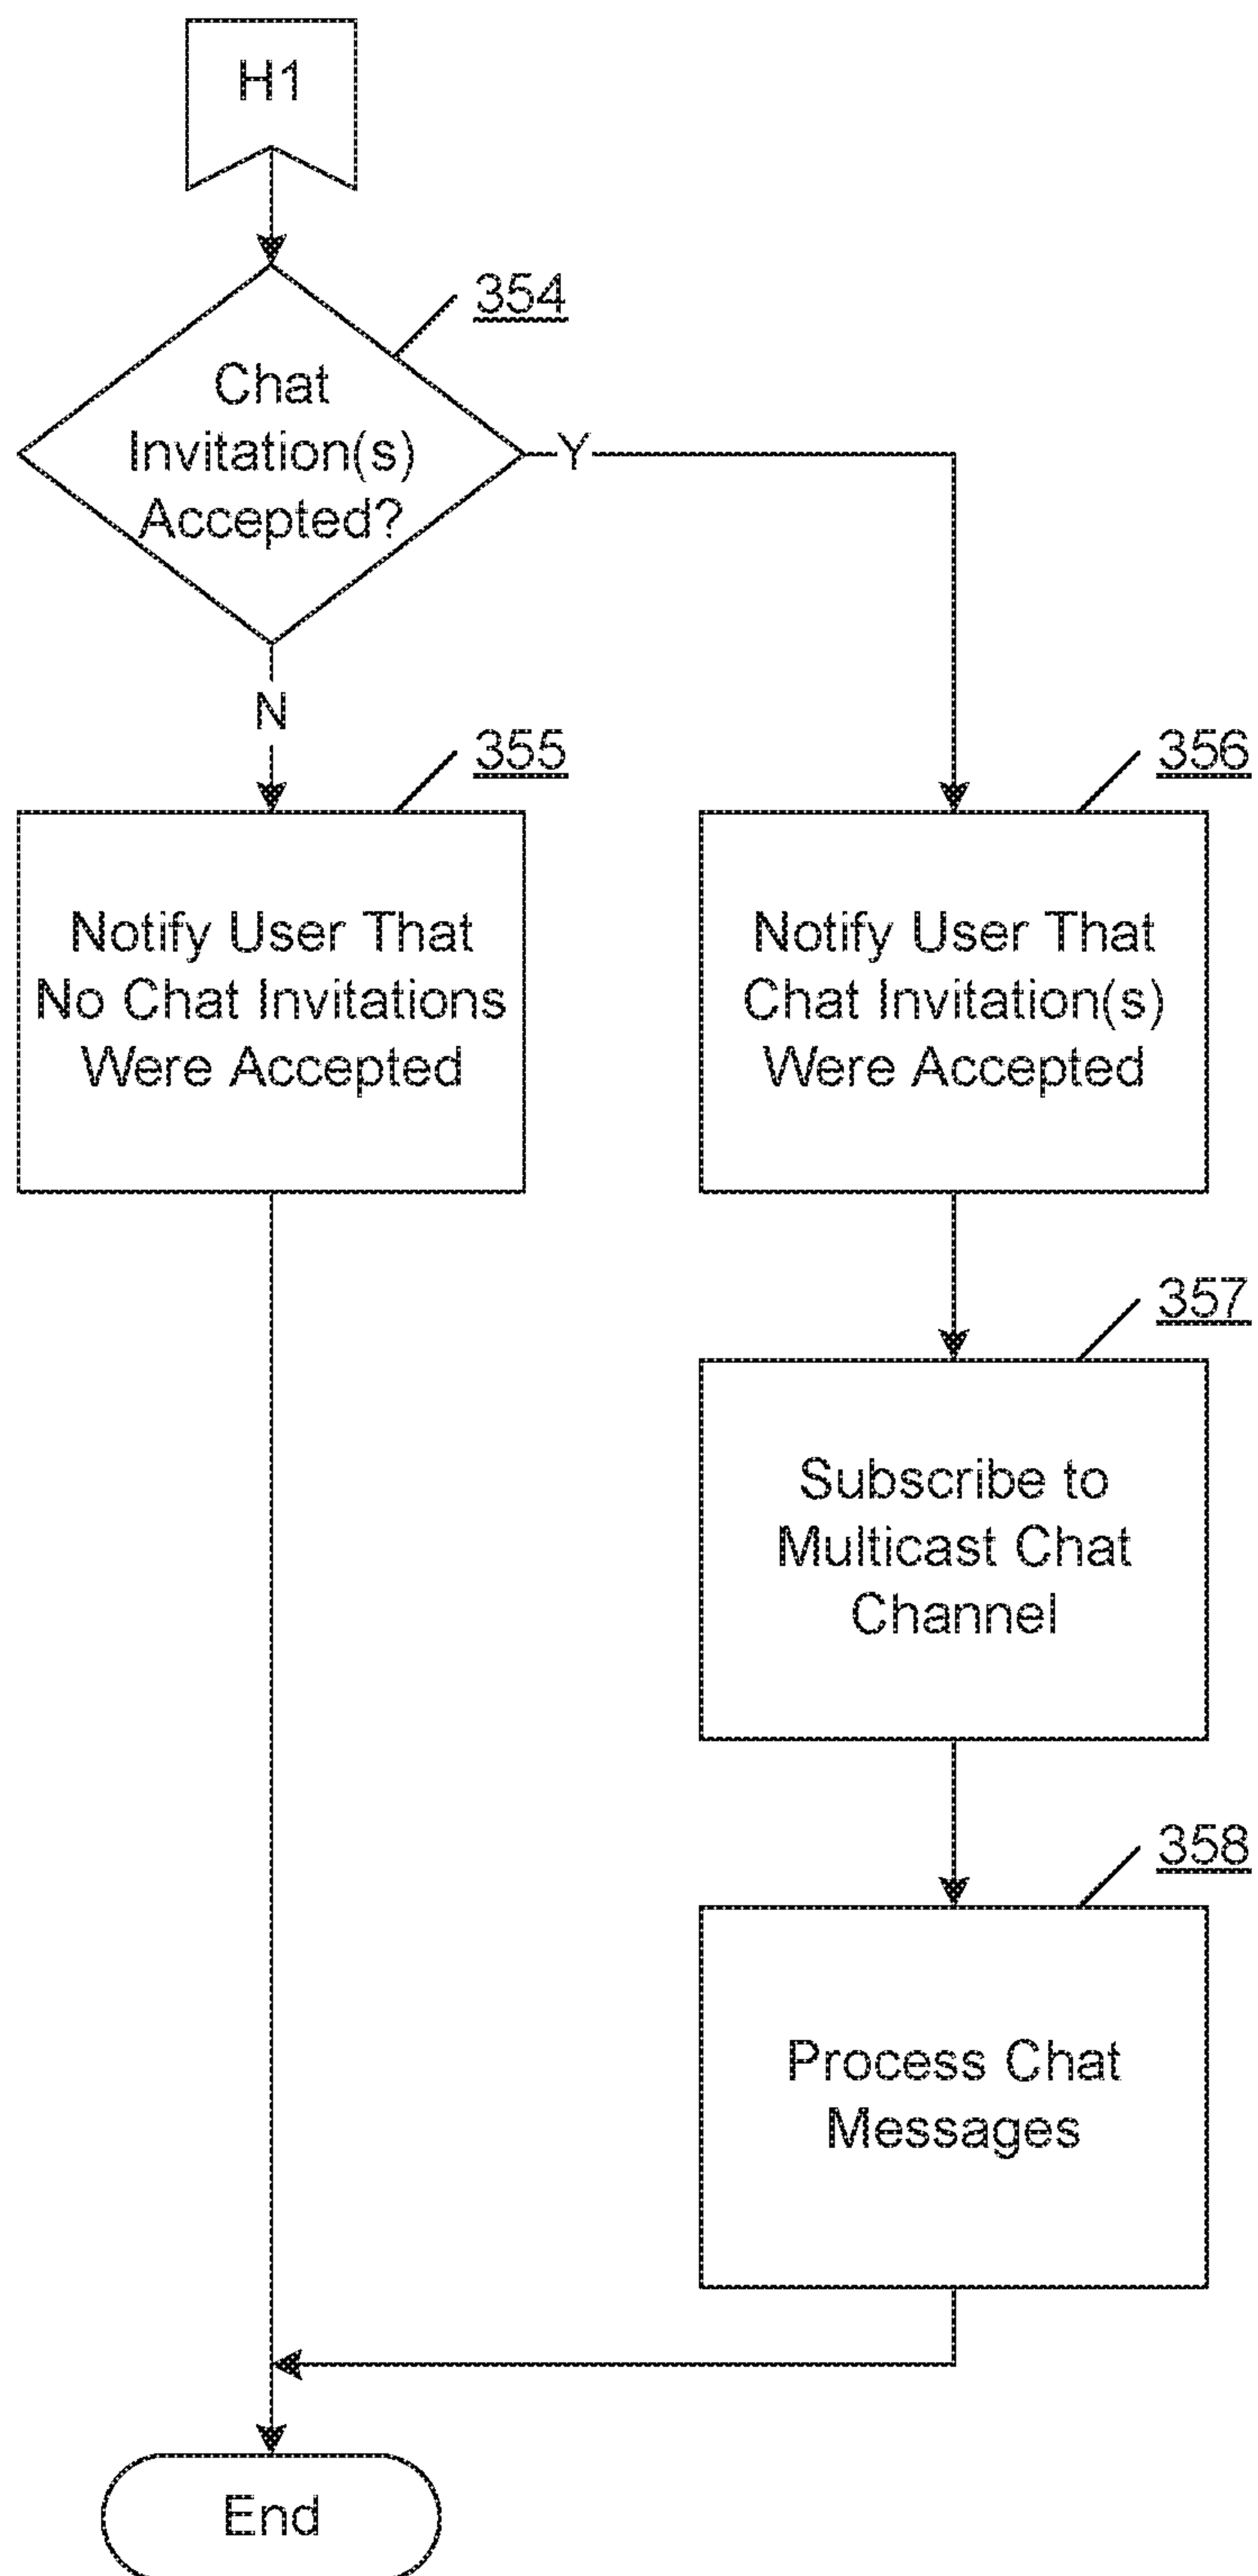 H1
354
Chat
Invitation(s)
Accepted?
Y
N
355
Notify User That
No Chat Invitations
Were Accepted
356
Notify User That
Chat Invitation(s)
Were Accepted
357
Subscribe to
Multicast Chat
Channel
358
Process Chat
Messages
End